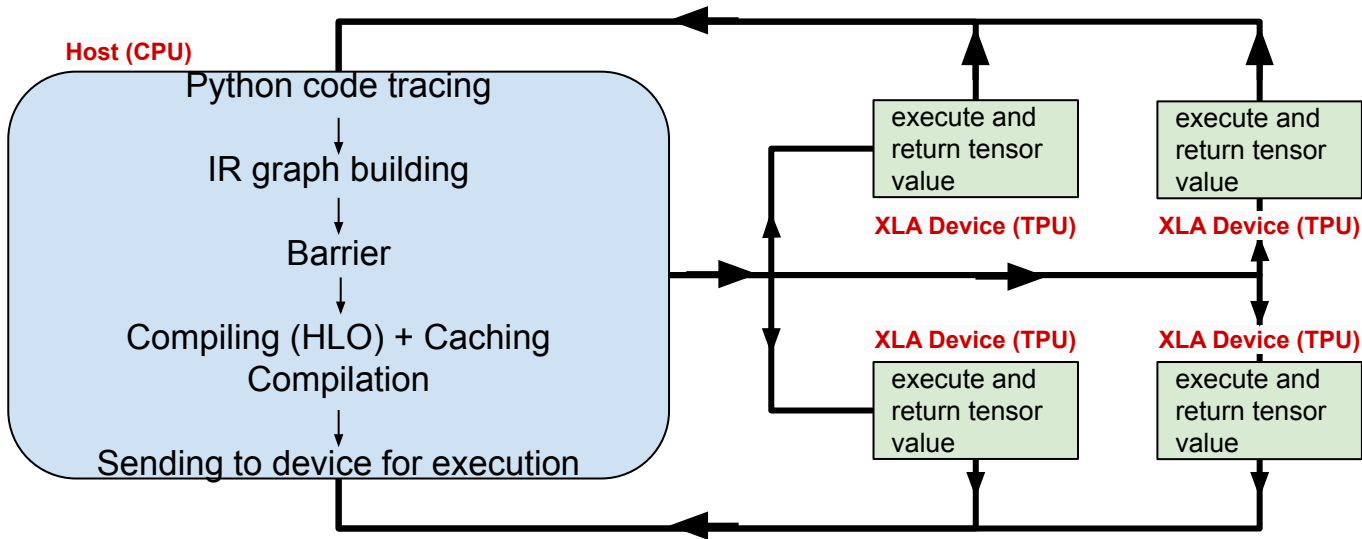 Host (CPU)
Python code tracing
IR graph building
Barrier
Compiling (HLO) + Caching
Compilation
Sending to device for execution
execute and
return tensor
value
XLA Device (TPU)
execute and
return tensor
value
XLA Device (TPU)
XLA Device (TPU)
execute and
return tensor
value
XLA Device (TPU)
execute and
return tensor
value